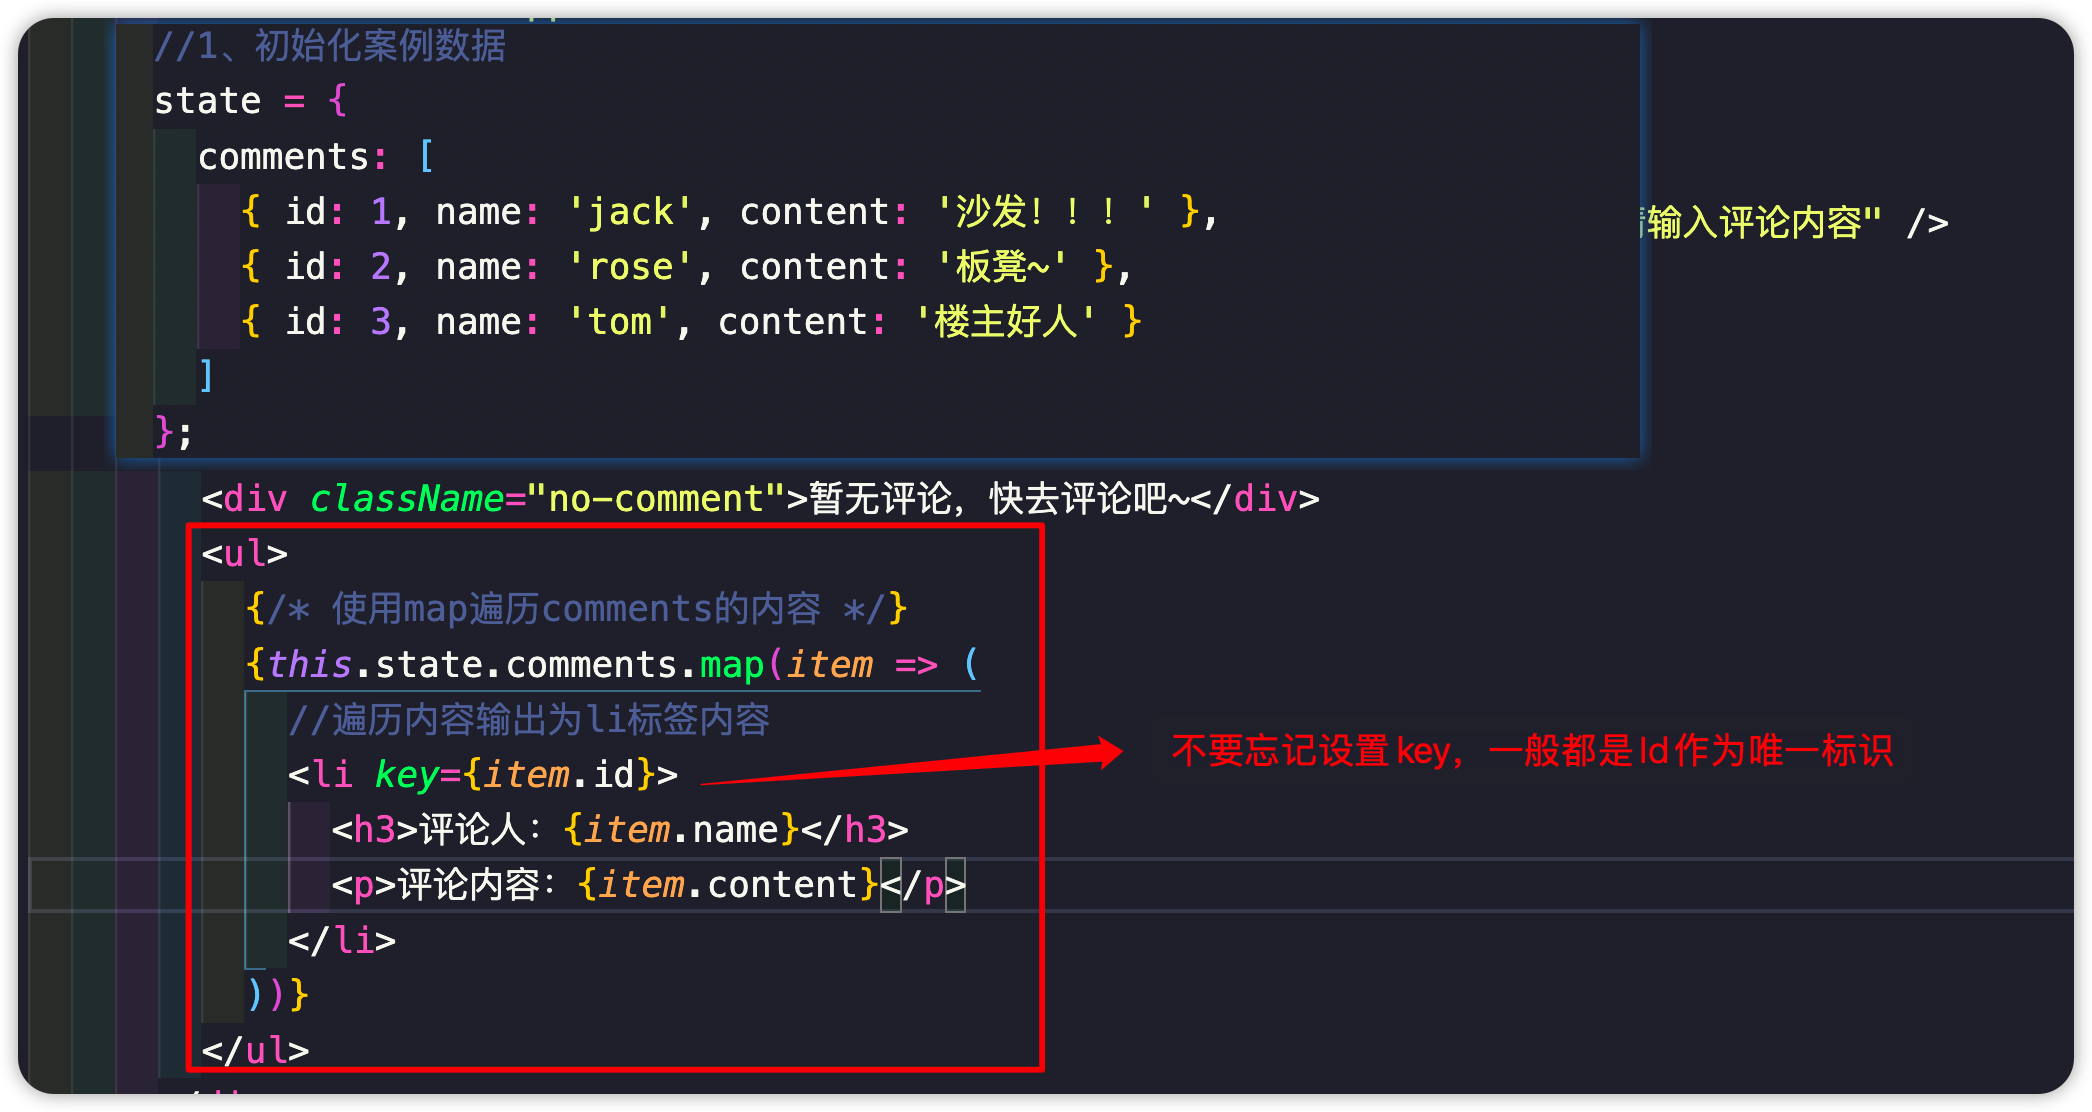 //1、初始化案例数据
state = {
comments: [
{ id: 1, name: 'jack', content: '沙发！！！' },
输入评论内容" />
{ id: 2, name: 'rose', content: '板凳~' },
{ id: 3, name: 'tom', content: '楼主好人' }
]
};
<div className="no-comment">暂无评论，快去评论吧~</div>
<ul>
{/* 使用map遍历comments的内容 */}
{this.state.comments.map(item => (
//遍历内容输出为li标签内容
<li key={item.id}>
不要忘记设置 key，一般都是 Id 作为唯一标识
<h3>评论人：{item.name}</h3>
<p>评论内容：{item.content}</p>
</li>
))}
</ul>